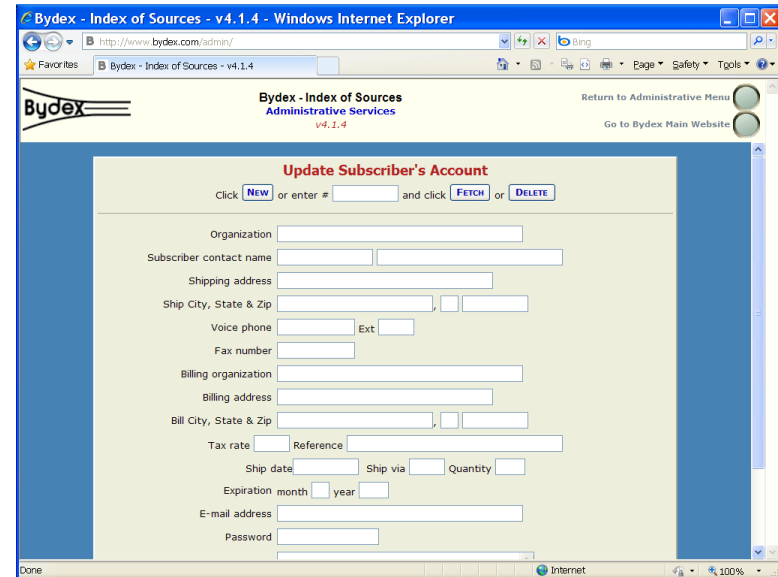 Bydex - Index of Sources - v4.1.4 - Windows Internet Explorer
B http://www.bydex.com/admin/ Bing
Favorites B Bydex - Index of Sources - v4.1.4 Page Safety Tools
Bydex
Bydex - Index of Sources
Administrative Services
v4.1.4
Return to Administrative Menu
Go to Bydex Main Website
Update Subscriber's Account
Click NEW or enter # and click FETCH or DELETE
Organization
Subscriber contact name
Shipping address
Ship City, State & Zip ,
Voice phone Ext
Fax number
Billing organization
Billing address
Bill City, State & Zip ,
Tax rate Reference
Ship date Ship via Quantity
Expiration month year
E-mail address
Password
Done Internet 100%